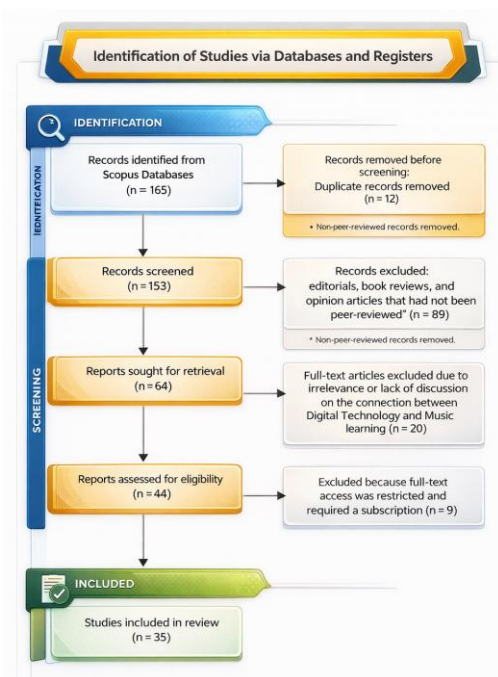 Identification of Studies via Databases and Registers
IDENTIFICATION
IEDNITFICATION
Records identified from
Scopus Databases
(n = 165)
Records removed before
screening:
Duplicate records removed
(n = 12)
• Non-peer-reviewed records removed.
SCREENING
Records screened
(n = 153)
Records excluded:
editorials, book reviews, and
opinion articles that had not been
peer-reviewed" (n = 89)
* Non-peer-reviewed records removed.
Reports sought for retrieval
(n = 64)
Full-text articles excluded due to
irrelevance or lack of discussion
on the connection between
Digital Technology and Music
learning (n = 20)
Reports assessed for eligibility
(n = 44)
Excluded because full-text
access was restricted and
required a subscription (n = 9)
INCLUDED
Studies included in review
(n = 35)